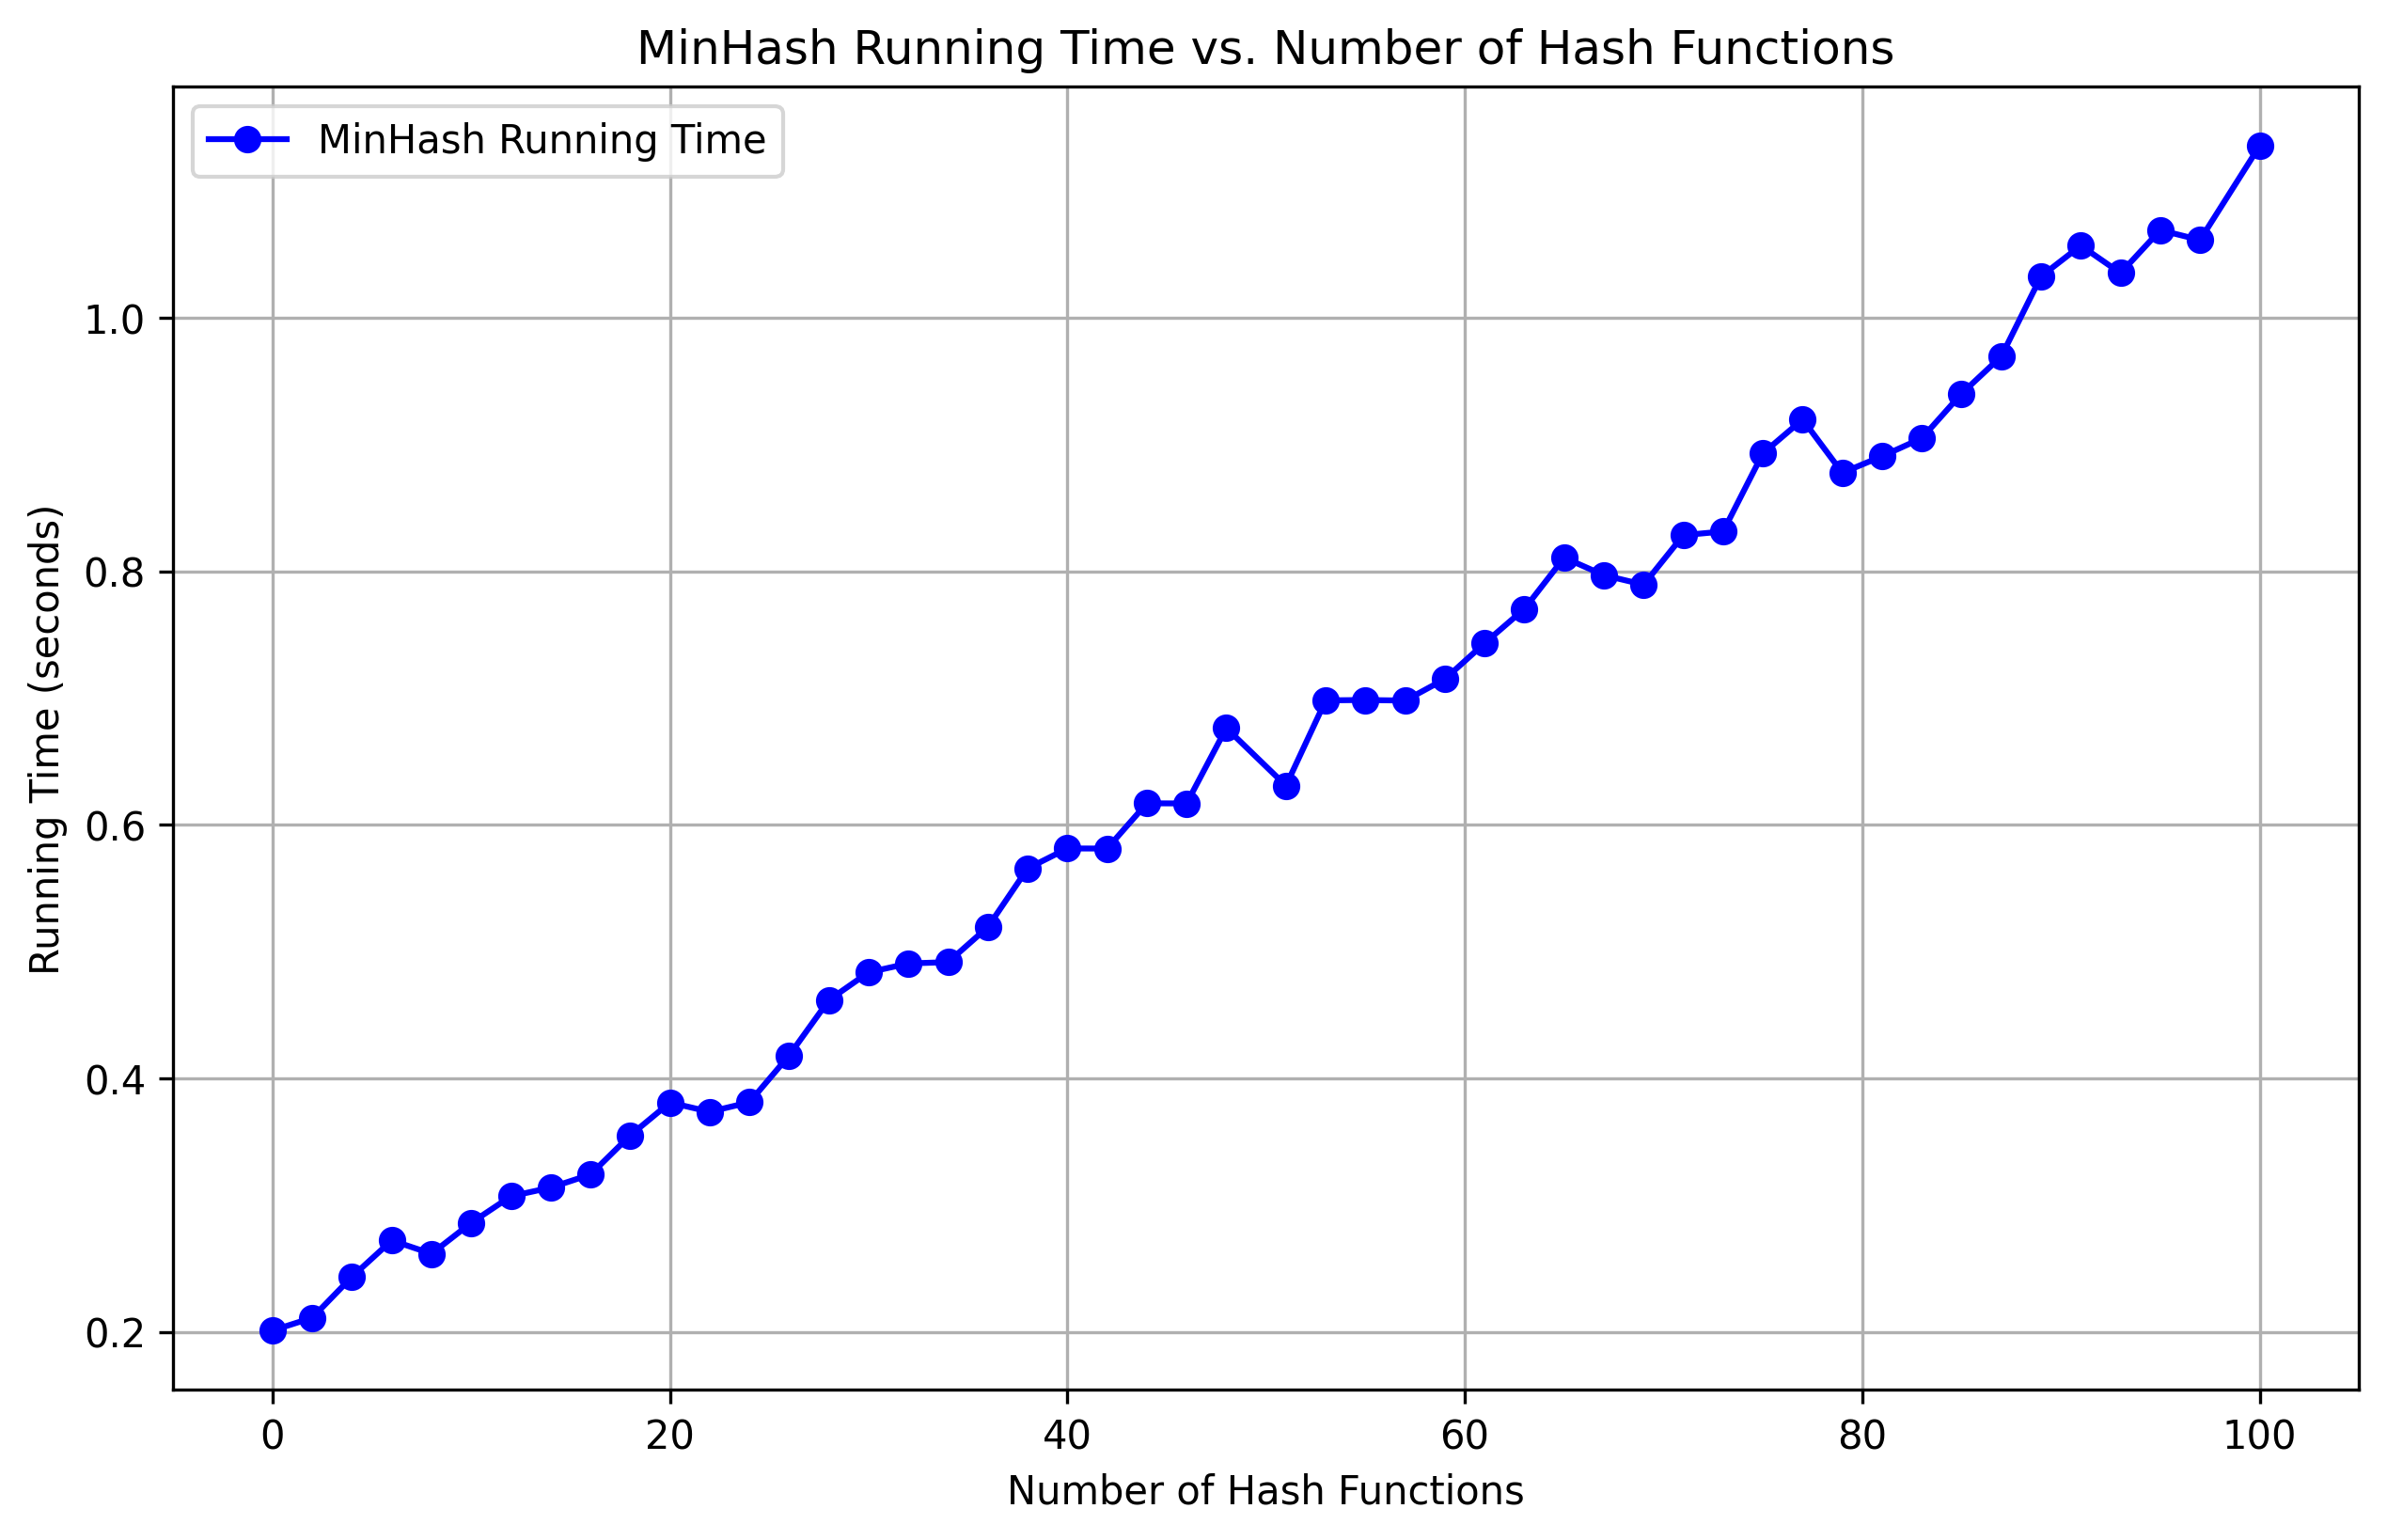 MinHash Running Time vs. Number of Hash Functions
MinHash Running Time
Running Time (seconds)
1.0
0.8
0.6
0.4
0.2
0 20 40 60 80 100
Number of Hash Functions